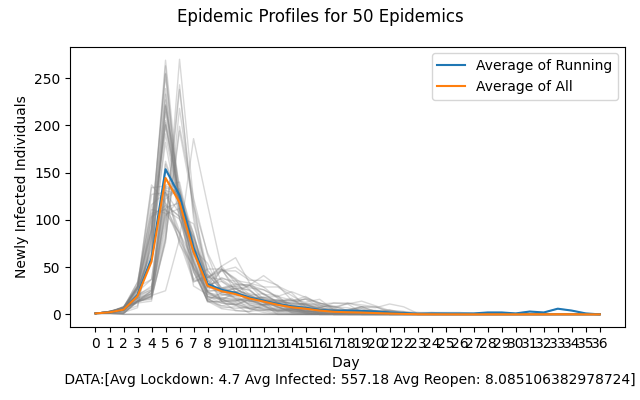 Epidemic Profiles for 50 Epidemics
Average of Running
Average of All
Newly Infected Individuals
250
200
150
100
50
0
0 1 2 3 4 5 6 7 8 9 10 11 12 13 14 15 16 17 18 19 20 21 22 23 24 25 26 27 28 29 30 31 32 33 34 35 36
Day
DATA:[Avg Lockdown: 4.7 Avg Infected: 557.18 Avg Reopen: 8.085106382978724]